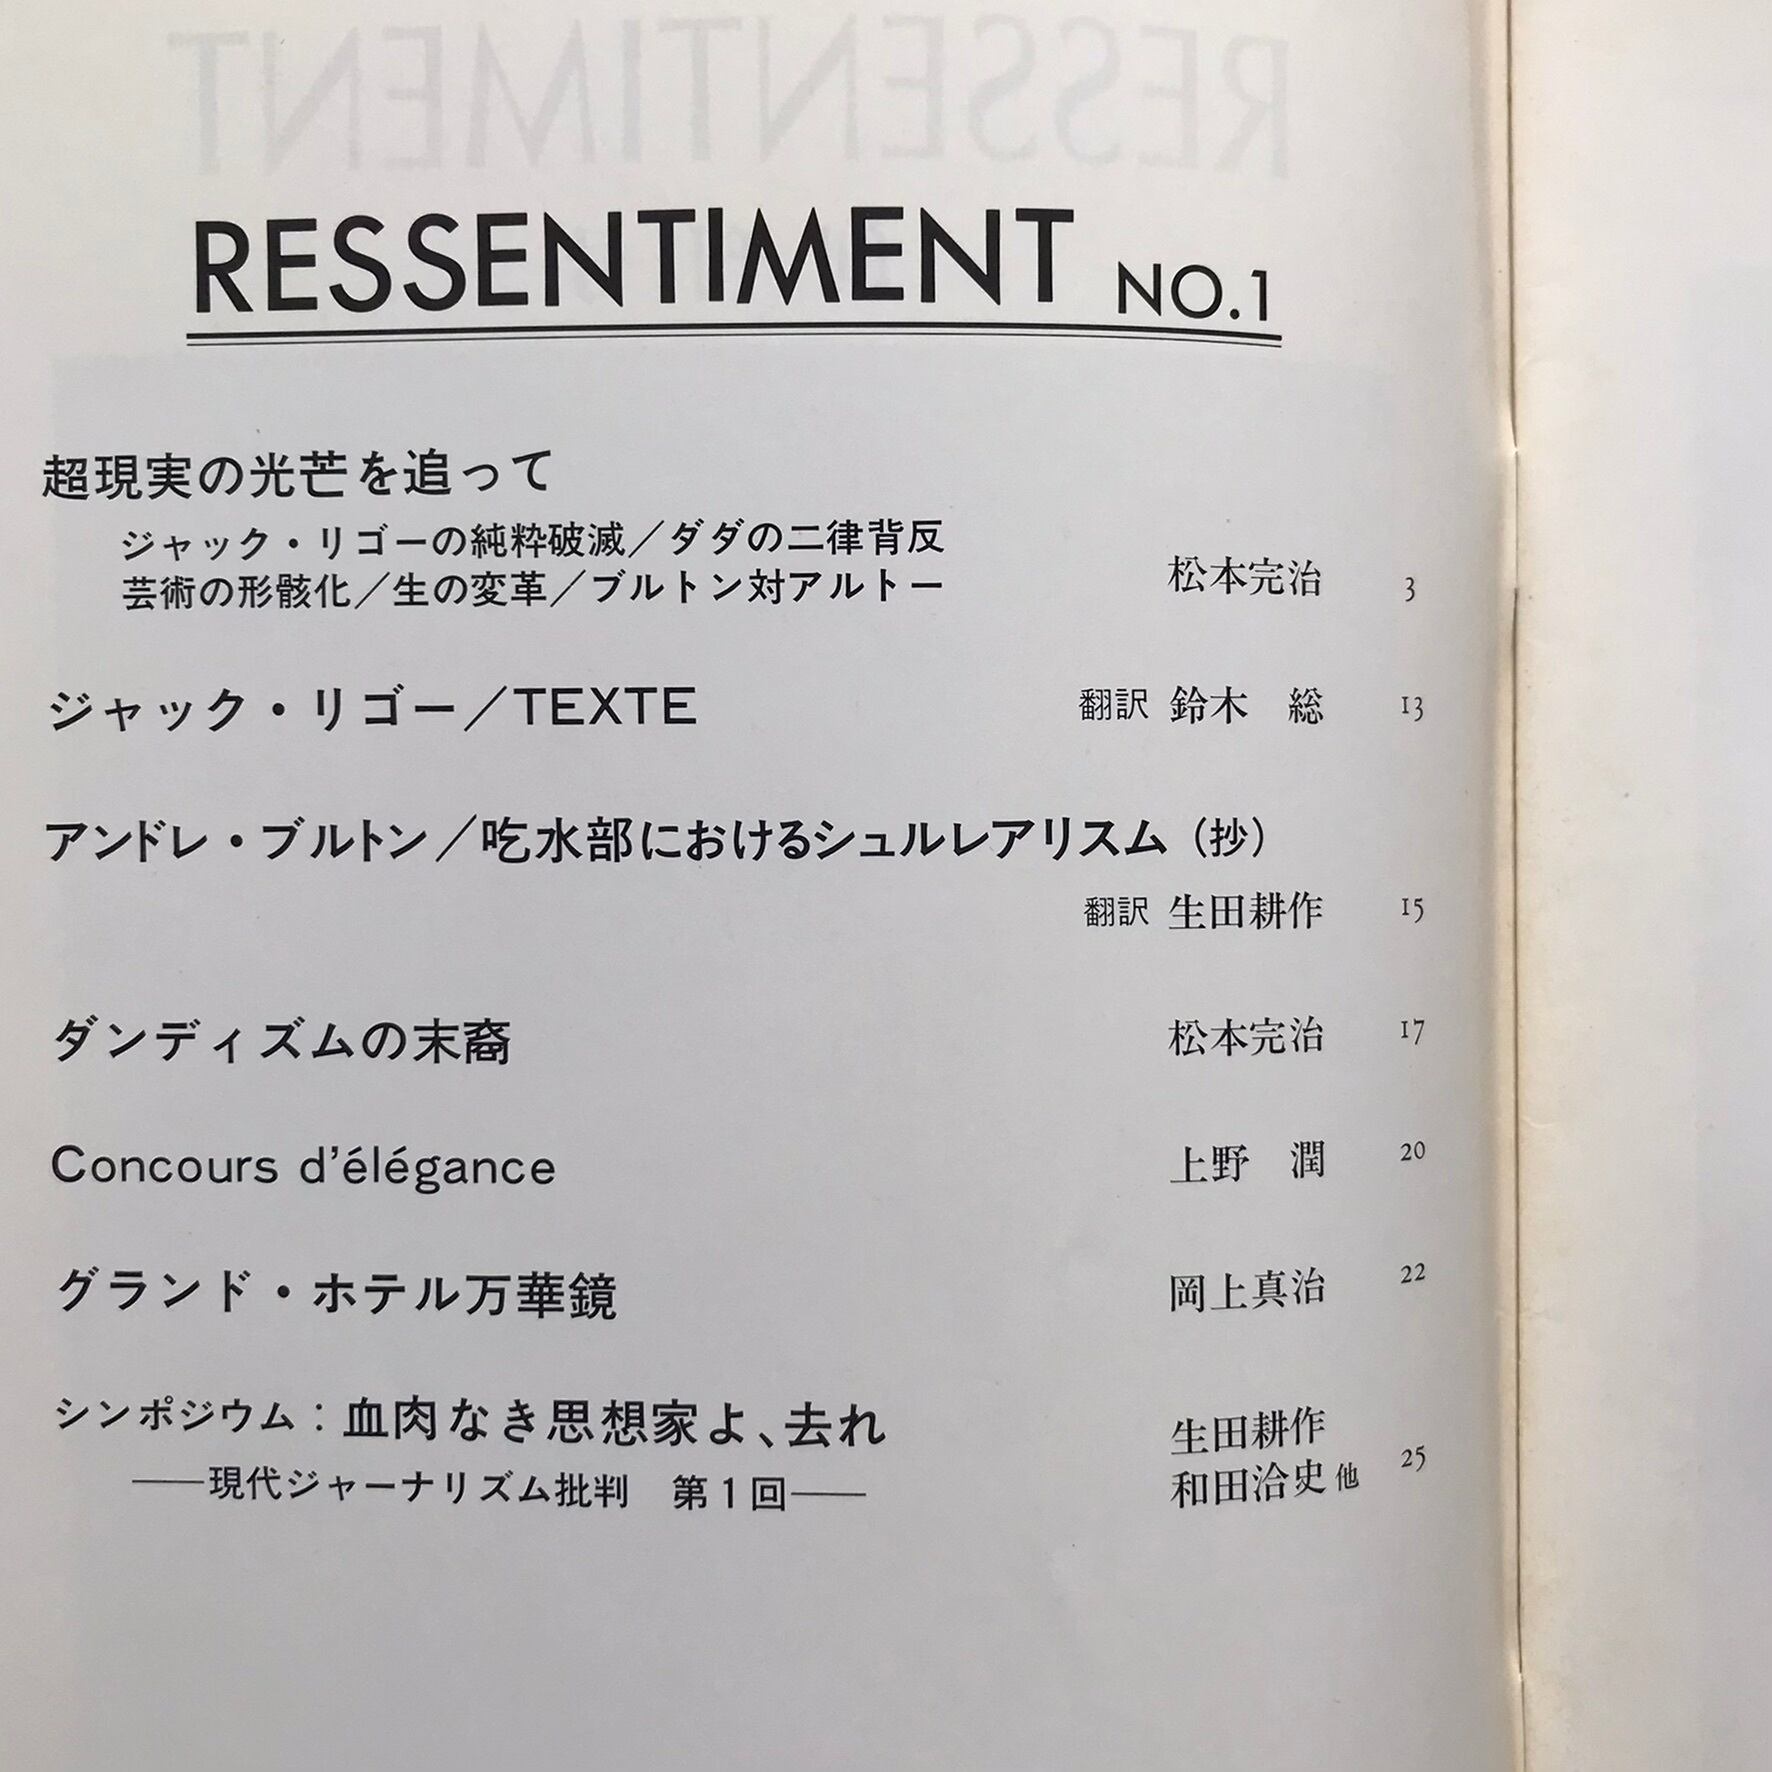 RESSENTIMENT
RESSENTIMENT NO.1
超現実の光芒を追って
ジャック・リゴーの純粋破滅／ダダの二律背反
芸術の形骸化／生の変革／ブルトン対アルトー 松本完治 3
ジャック・リゴー／TEXTE 翻訳 鈴木 総 13
アンドレ・ブルトン／吃水部におけるシュルレアリスム（抄）
翻訳 生田耕作 15
ダンディズムの末裔 松本完治 17
Concours d'élégance 上野 潤 20
グランド・ホテル万華鏡 岡上真治 22
シンポジウム：血肉なき思想家よ、去れ 生田耕作
──現代ジャーナリズム批判 第1回── 和田洽史他 25